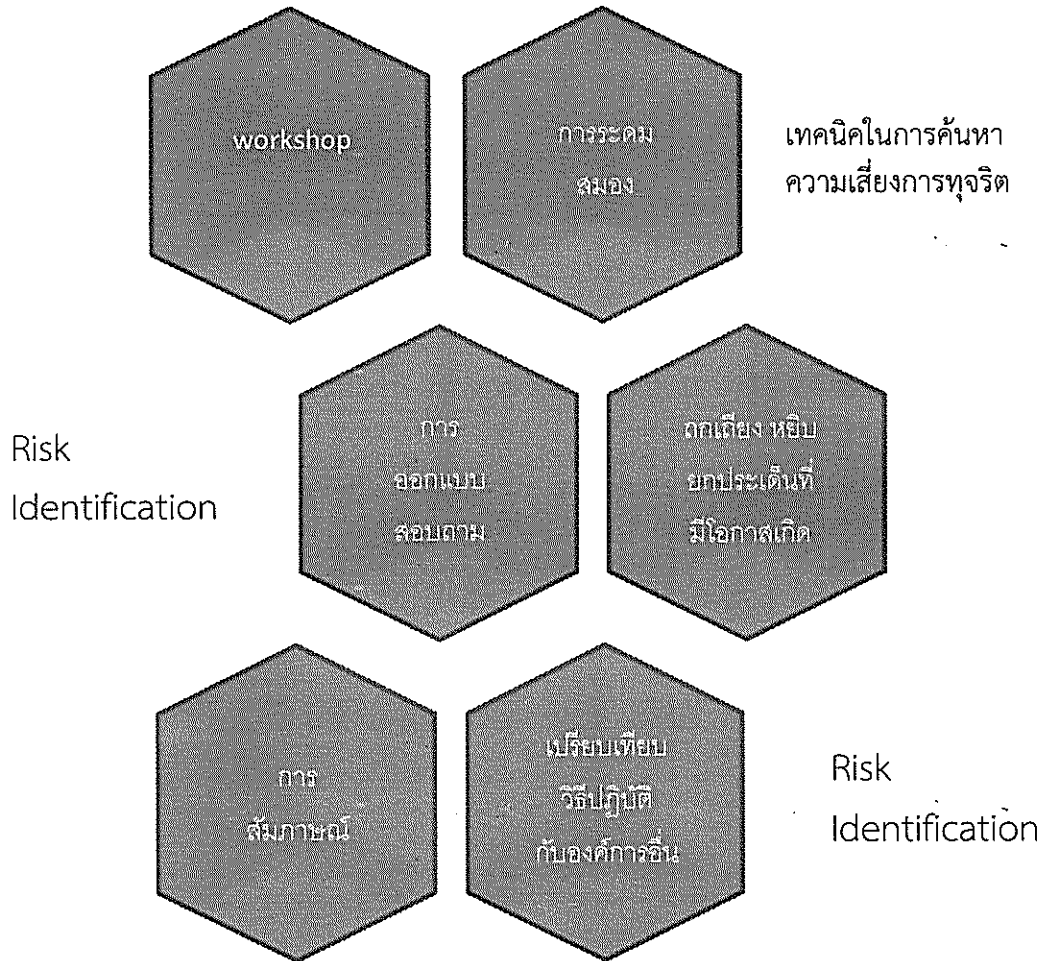 workshop
การระดม
สมอง
เทคนิคในการค้นหา
ความเสี่ยงการทุจริต
Risk
Identification
การ
ออกแบบ
สอบถาม
ถกเถียง หยิบ
ยกประเด็นที่
มีโอกาสเกิด
การ
สัมภาษณ์
เปรียบเทียบ
วิธีปฏิบัติ
กับองค์การอื่น
Risk
Identification